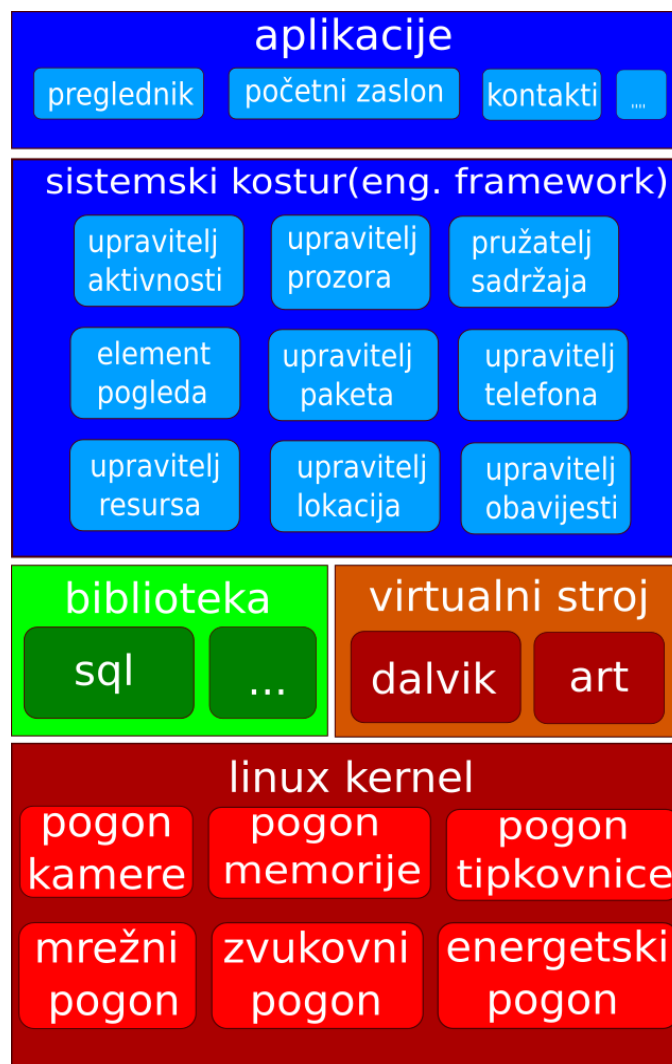 aplikacije
preglednik
početni zaslon
kontakti
,,,,
sistemski kostur(eng. framework)
upravitelj
aktivnosti
upravitelj
prozora
pružatelj
sadržaja
element
pogleda
upravitelj
paketa
upravitelj
telefona
upravitelj
resursa
upravitelj
lokacija
upravitelj
obavijesti
biblioteka
sql
...
virtualni stroj
dalvik
art
linux kernel
pogon
kamere
pogon
memorije
pogon
tipkovnice
mrežni
pogon
zvukovni
pogon
energetski
pogon